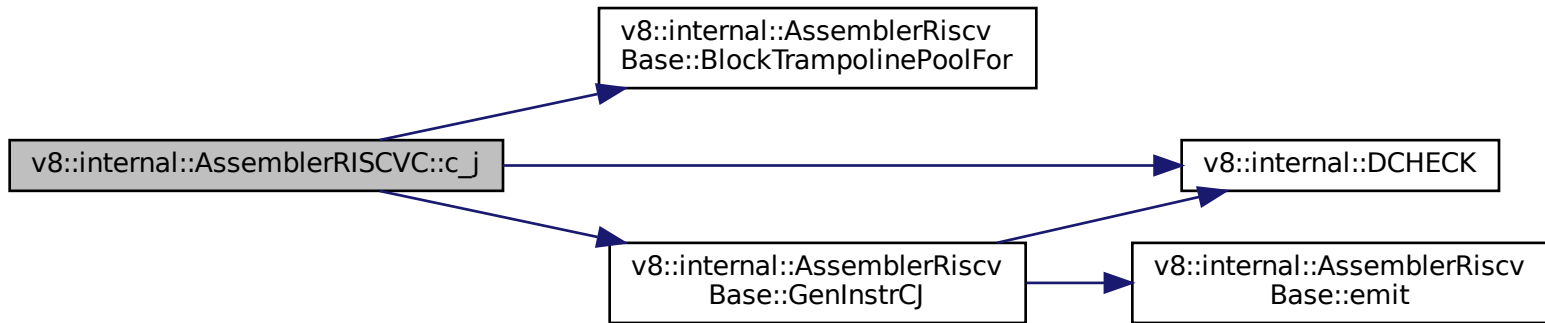 v8::internal::AssemblerRiscv
Base::BlockTrampolinePoolFor
v8::internal::AssemblerRISCVC::c_j
v8::internal::DCHECK
v8::internal::AssemblerRiscv
Base::GenInstrCJ
v8::internal::AssemblerRiscv
Base::emit